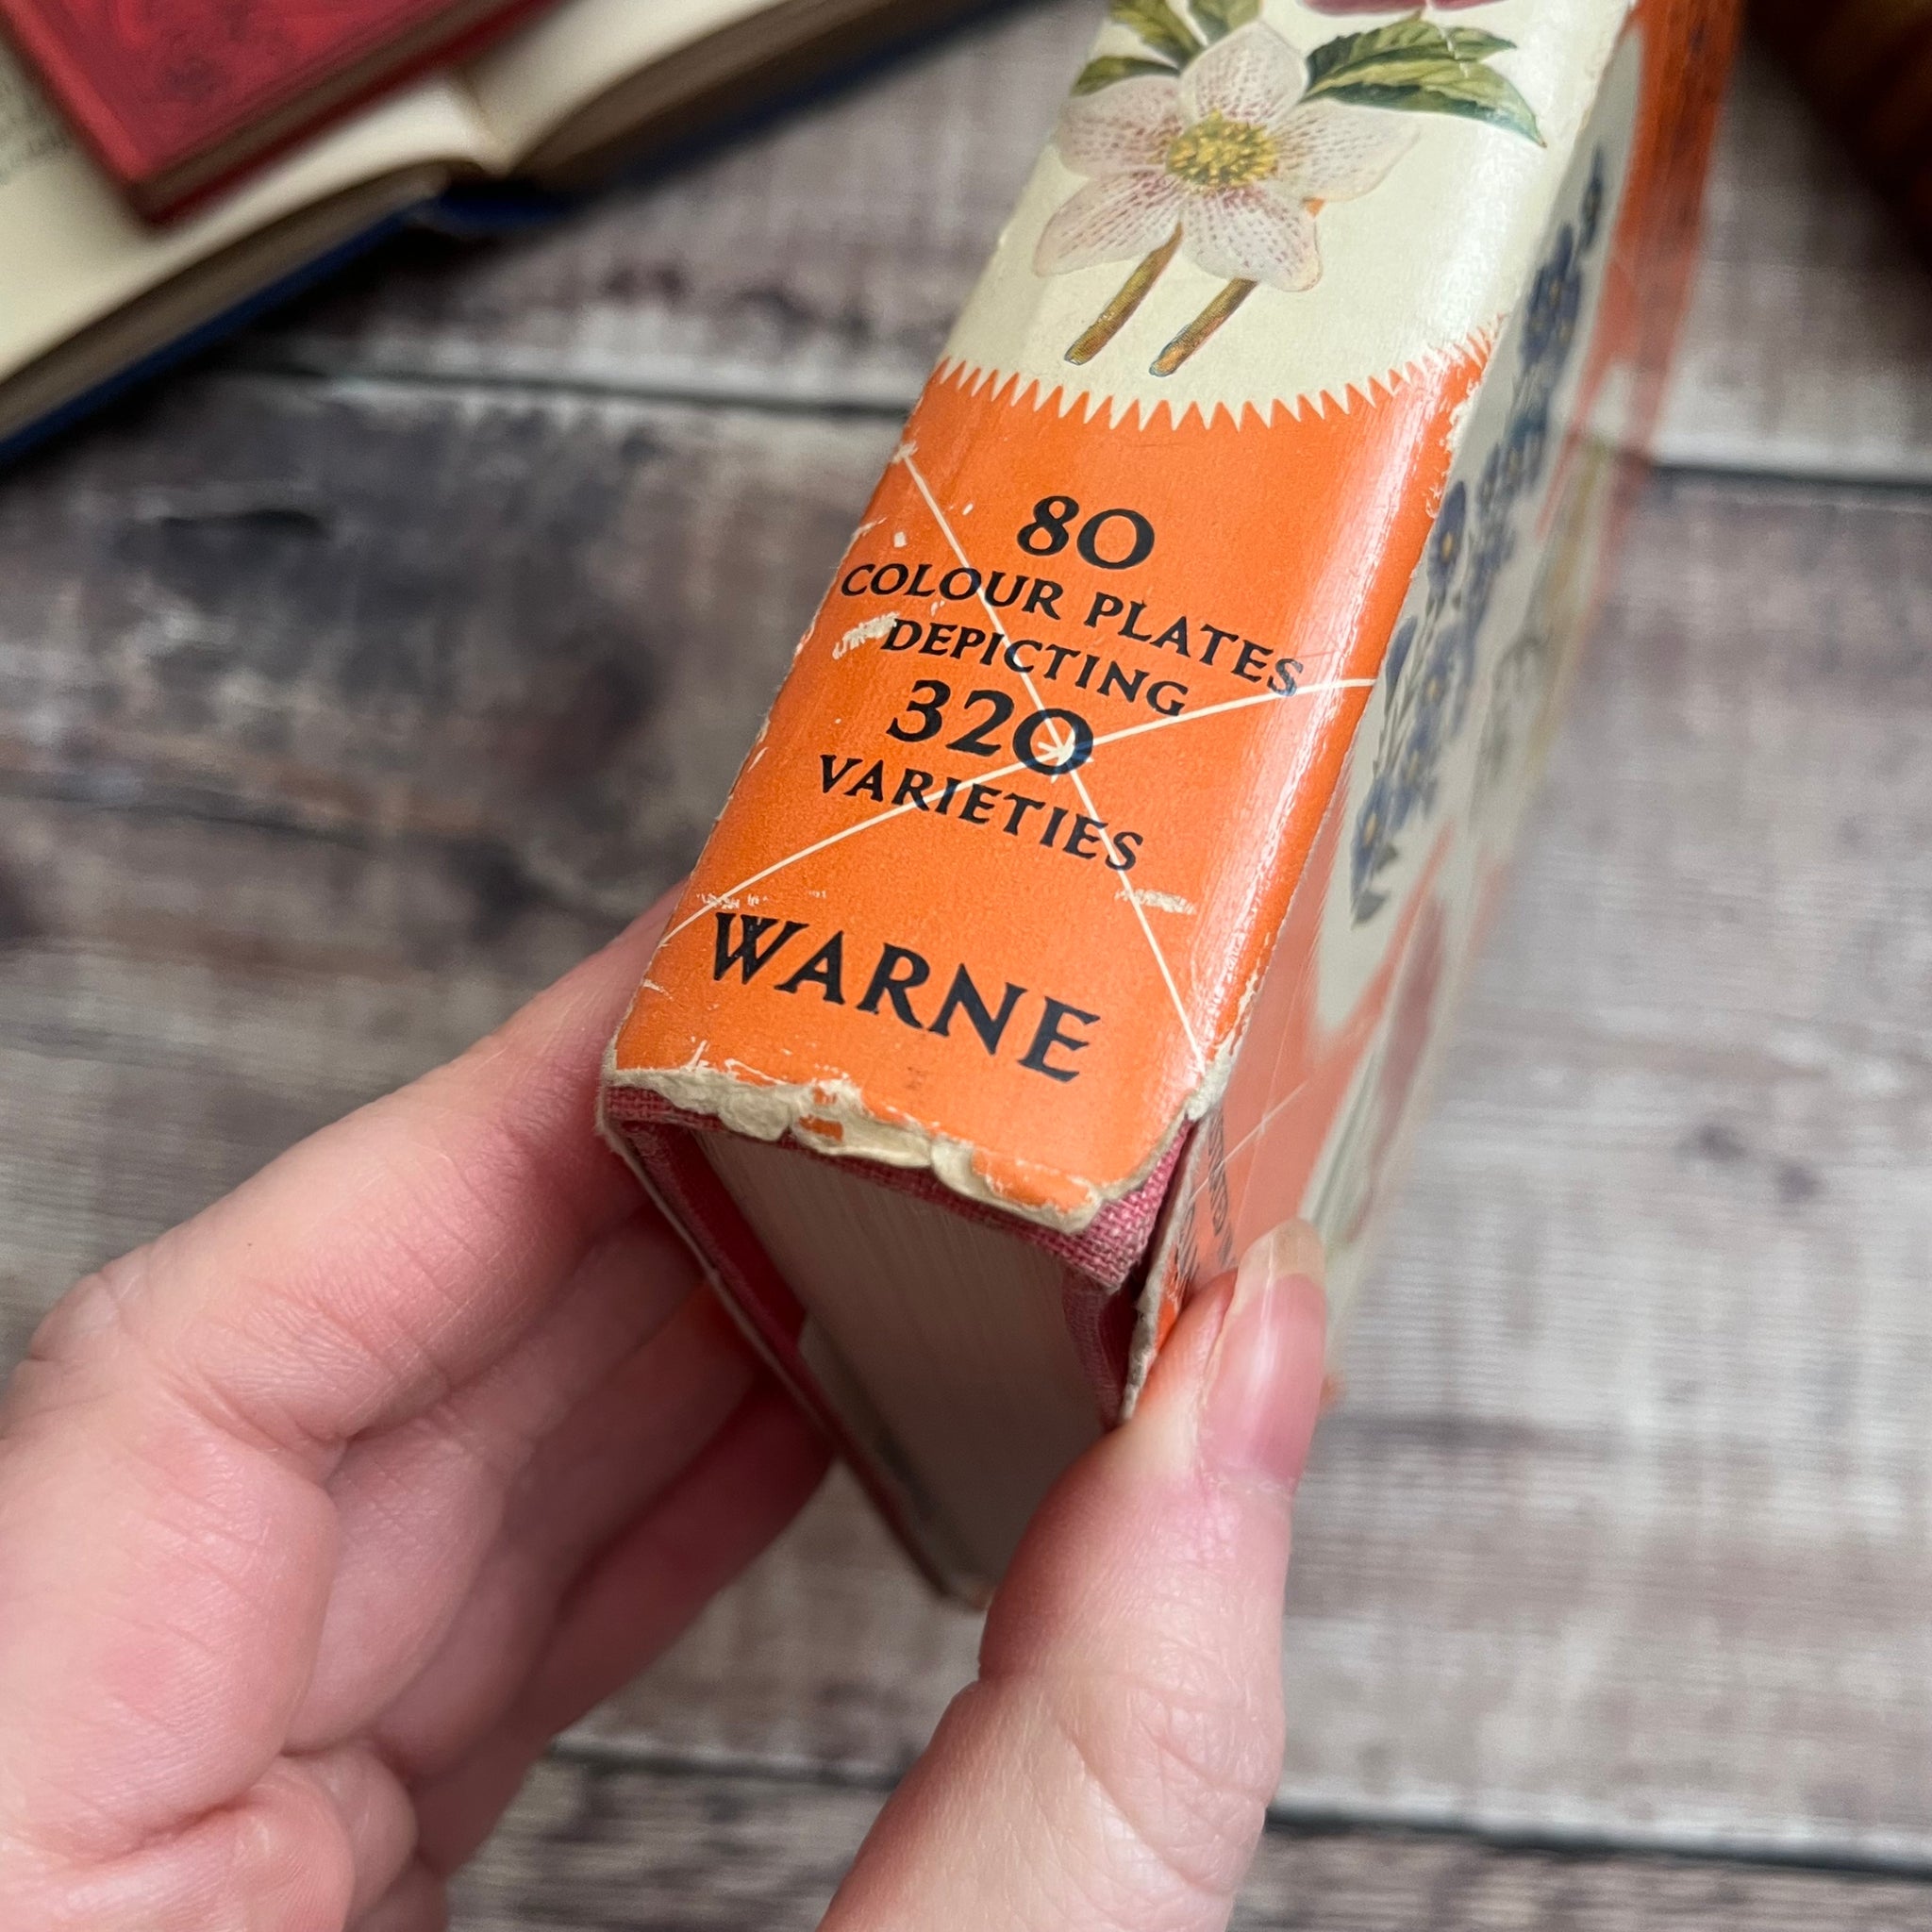 80
COLOUR PLATES
DEPICTING
320
VARIETIES
WARNE